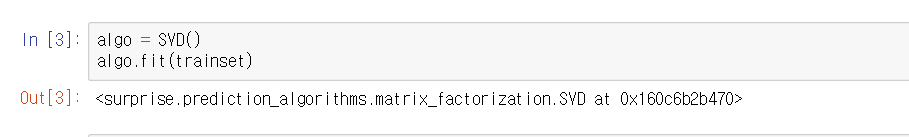 In [3]: algo = SVD()
algo.fit(trainset)
Out[3]: <surprise.prediction_algorithms.matrix_factorization.SVD at 0x160c6b2b470>